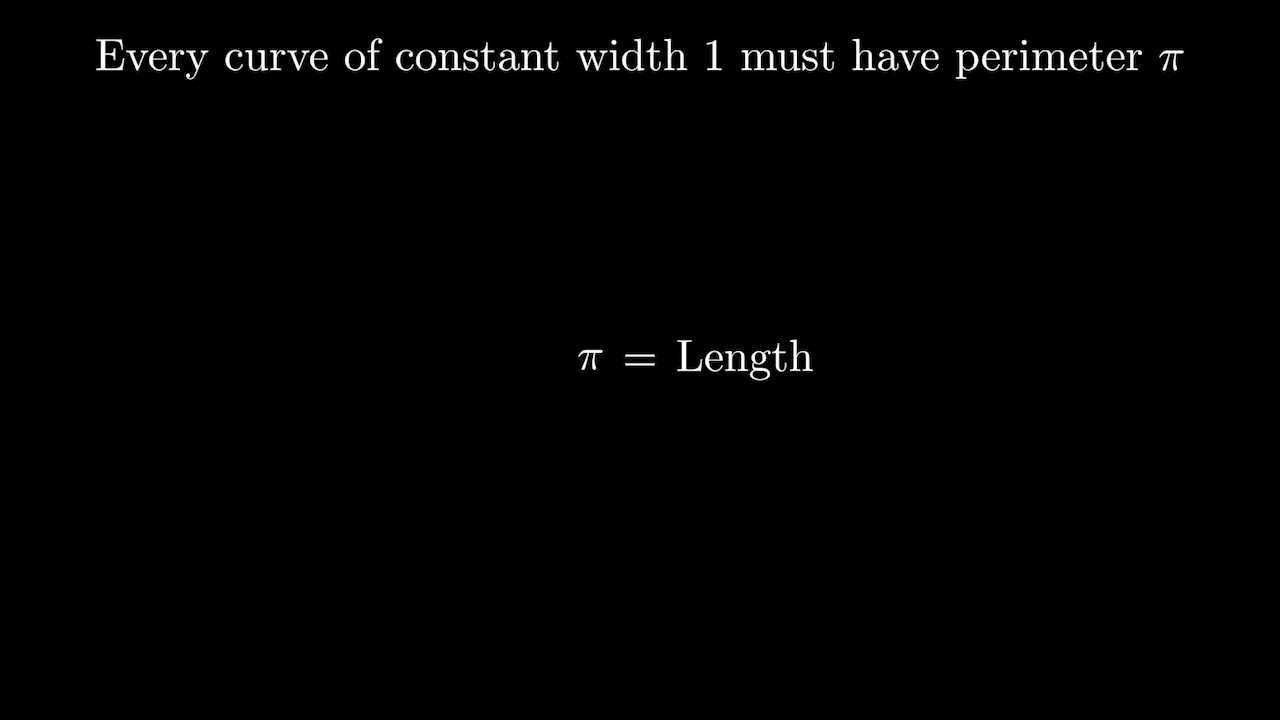 Every curve of constant width 1 must have perimeter π
π = Length